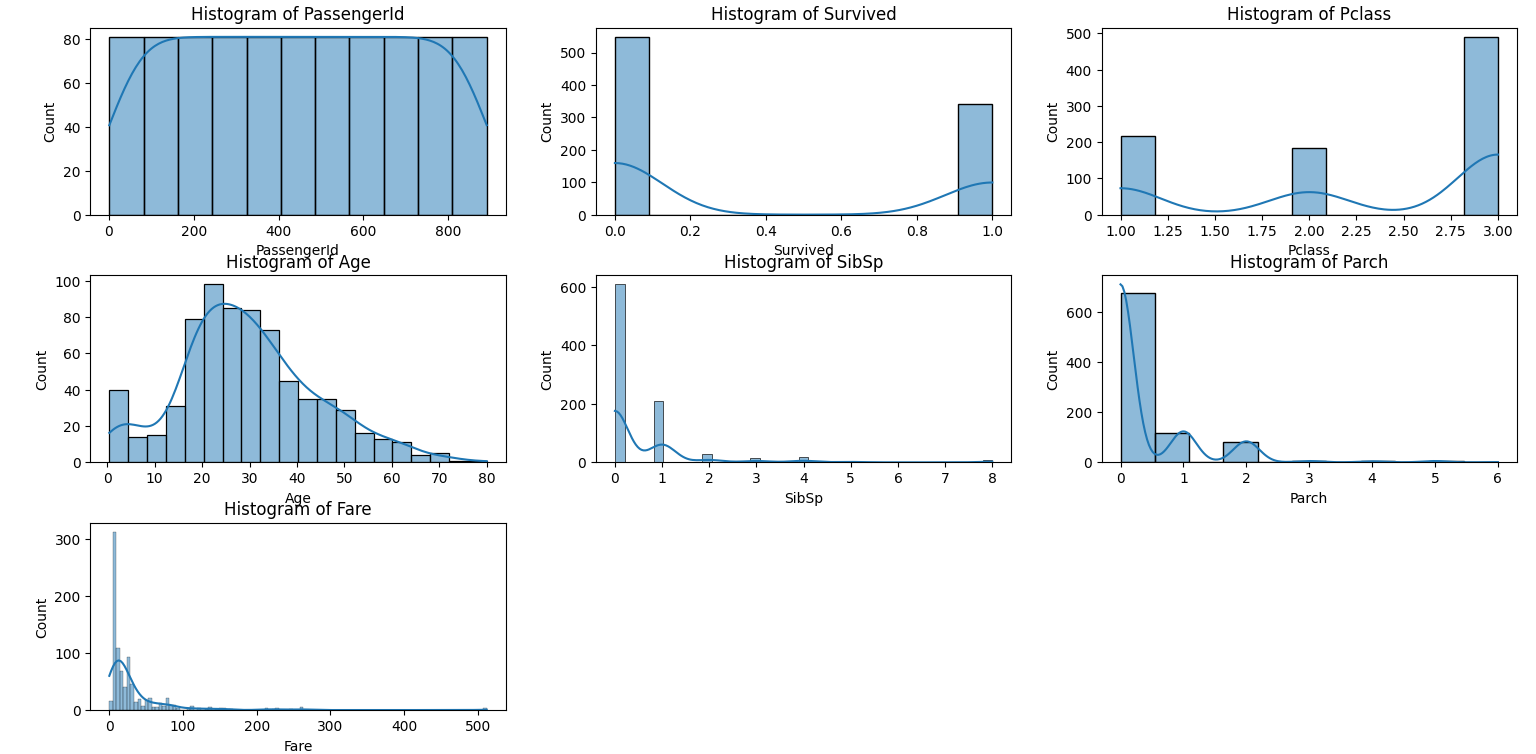 Histogram of PassengerId
80
60
40
20
0
Count
0 200 400 600 800
PassengerId
Histogram of Survived
500
400
300
200
100
0
Count
0.0 0.2 0.4 0.6 0.8 1.0
Survived
Histogram of Pclass
500
400
300
200
100
0
Count
1.00 1.25 1.50 1.75 2.00 2.25 2.50 2.75 3.00
Pclass
Histogram of Age
100
80
60
40
20
0
Count
0 10 20 30 40 50 60 70 80
Age
Histogram of SibSp
600
400
200
0
Count
0 1 2 3 4 5 6 7 8
SibSp
Histogram of Parch
600
400
200
0
Count
0 1 2 3 4 5 6
Parch
Histogram of Fare
300
200
100
0
Count
0 100 200 300 400 500
Fare